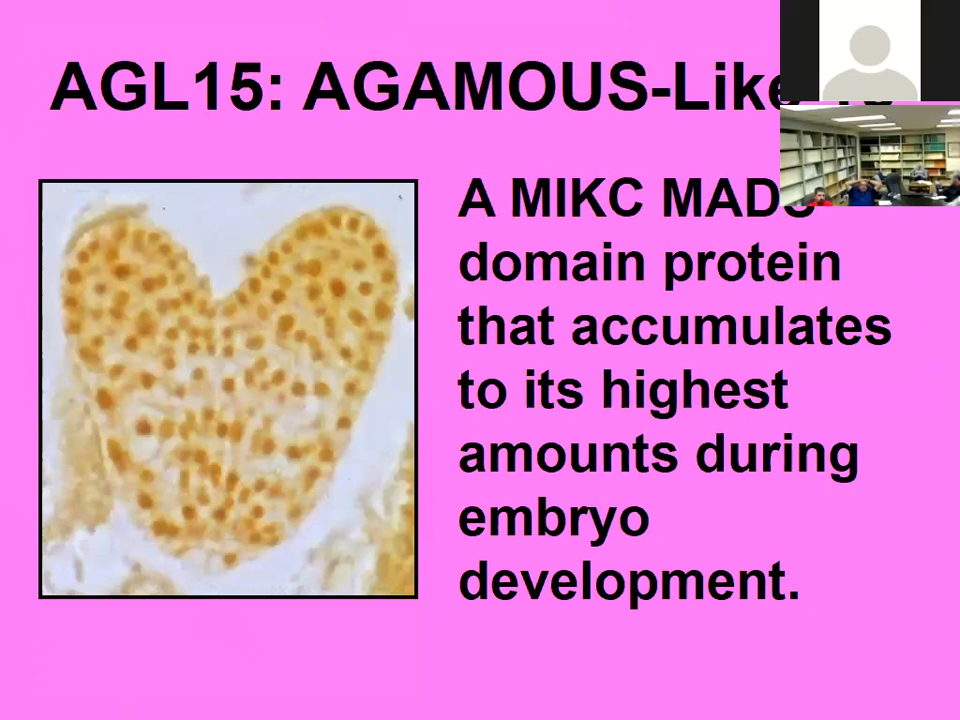 AGL15: AGAMOUS-Like
A MIKC MADS
domain protein
that accumulates
to its highest
amounts during
embryo
development.